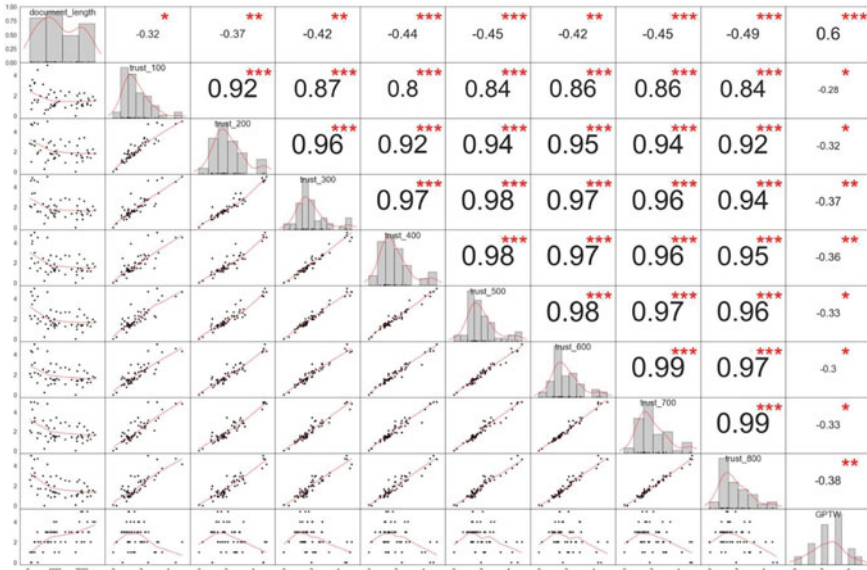 document_length * ** ** *** *** ** *** *** ***
-0.32 -0.37 -0.42 -0.44 -0.45 -0.42 -0.45 -0.49 0.6
trust_100 *** *** *** *** *** *** *** *
0.92 0.87 0.8 0.84 0.86 0.86 0.84 -0.28
trust_200 *** *** *** *** *** *** *
0.96 0.92 0.94 0.95 0.94 0.92 -0.32
trust_300 *** *** *** *** *** **
0.97 0.98 0.97 0.96 0.94 -0.37
trust_400 *** *** *** *** **
0.98 0.97 0.96 0.95 -0.36
trust_500 *** *** *** *
0.98 0.97 0.96 -0.33
trust_600 *** *** *
0.99 0.97 -0.3
trust_700 *** *
0.99 -0.33
trust_800 **
-0.38
GPTW